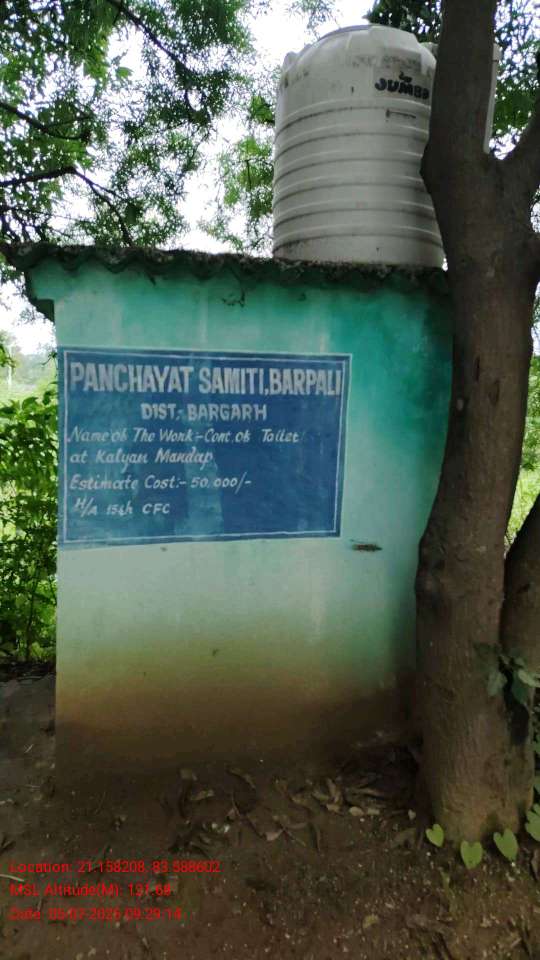 JUMBO
PANCHAYAT SAMITI, BARPALI
DIST:- BARGARH
Name of The Work:- Cont. of Toilet
at Kalyan Mandap
Estimate Cost:- 50,000/-
H/A 15th CFC
Location: 21.158208, 83.588602
MSL Altitude(M): 191.68
Date: 05-07-2025 09:29:14